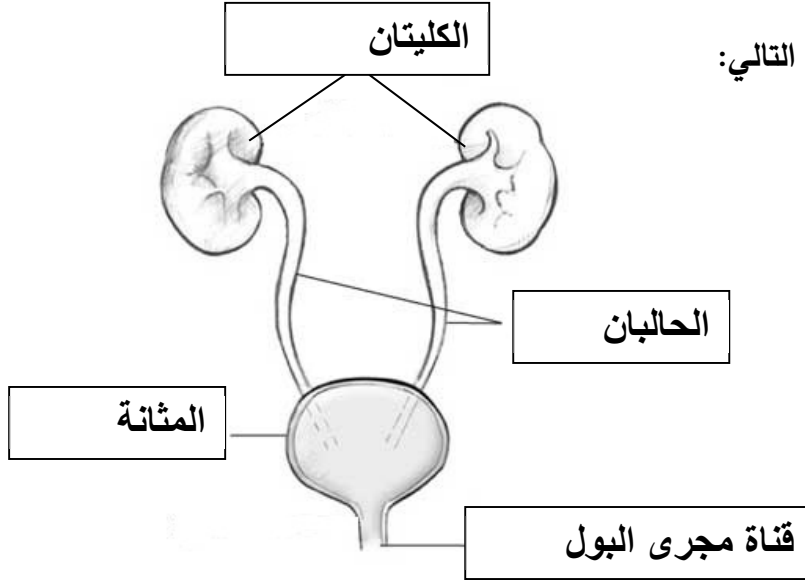 الكليتان
التالي:
الحالبان
المثانة
قناة مجرى البول